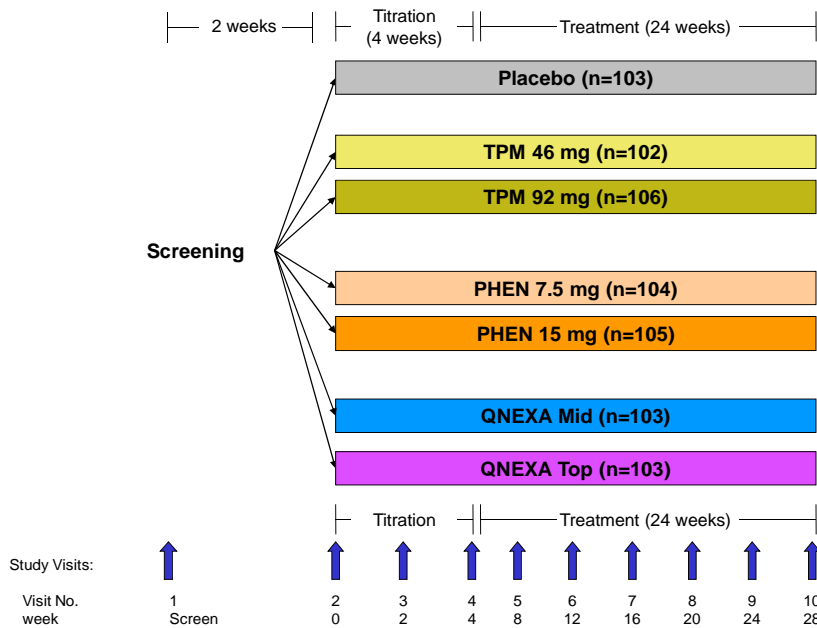 Titration
(4 weeks)
2 weeks
Treatment (24 weeks)
Placebo (n=103)
TPM 46 mg (n=102)
TPM 92 mg (n=106)
Screening
PHEN 7.5 mg (n=104)
PHEN 15 mg (n=105)
QNEXA Mid (n=103)
QNEXA Top (n=103)
Titration Treatment (24 weeks)
Study Visits:
Visit No. 1 2 3 4 5 6 7 8 9 10
week Screen 0 2 4 8 12 16 20 24 28